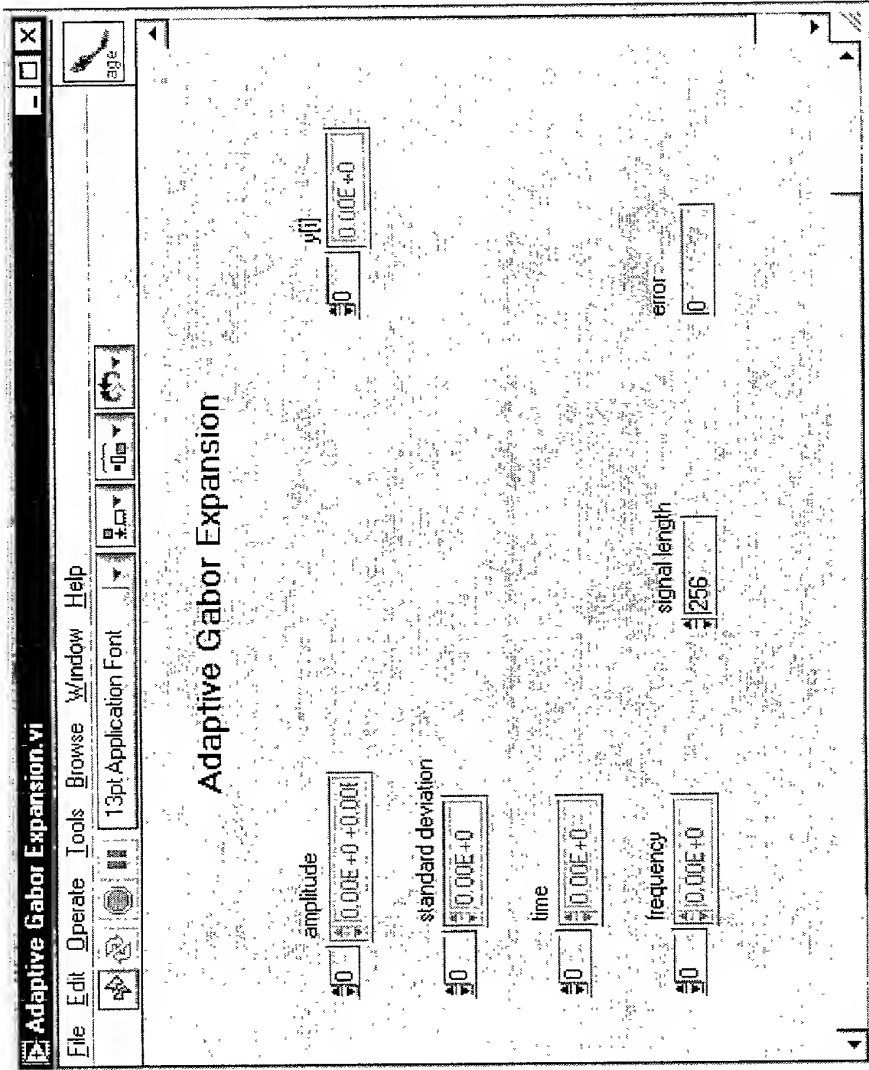 Adaptive Gabor Expansion.vi
File Edit Operate Tools Browse Window Help
13pt Application Font
age
Adaptive Gabor Expansion
amplitude
0 0.00E+0 +0.00E
y[i]
0 0.00E+0
standard deviation
0 0.00E+0
time
0 0.00E+0
frequency
0 0.00E+0
signal length
256
error
0